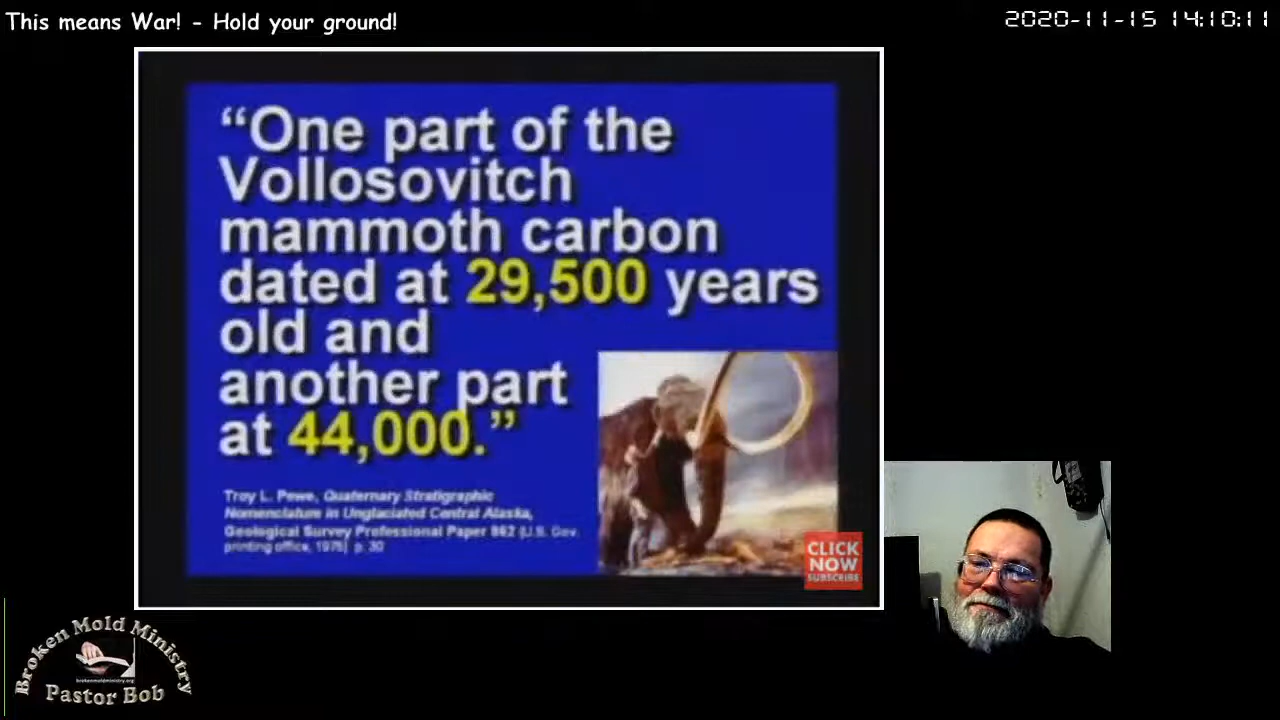 This means War! - Hold your ground!
2020-11-15 14:10:11
“One part of the
Vollosovitch
mammoth carbon
dated at 29,500 years
old and
another part
at 44,000.”
Troy L. Pewe, Quaternary Stratigraphic
Nomenclature in Unglaciated Central Alaska,
Geological Survey Professional Paper 862 (U.S. Gov.
printing office, 1975) p. 30
CLICK
NOW
SUBSCRIBE
Broken Mold Ministry
brokenmoldministry.org
Pastor Bob